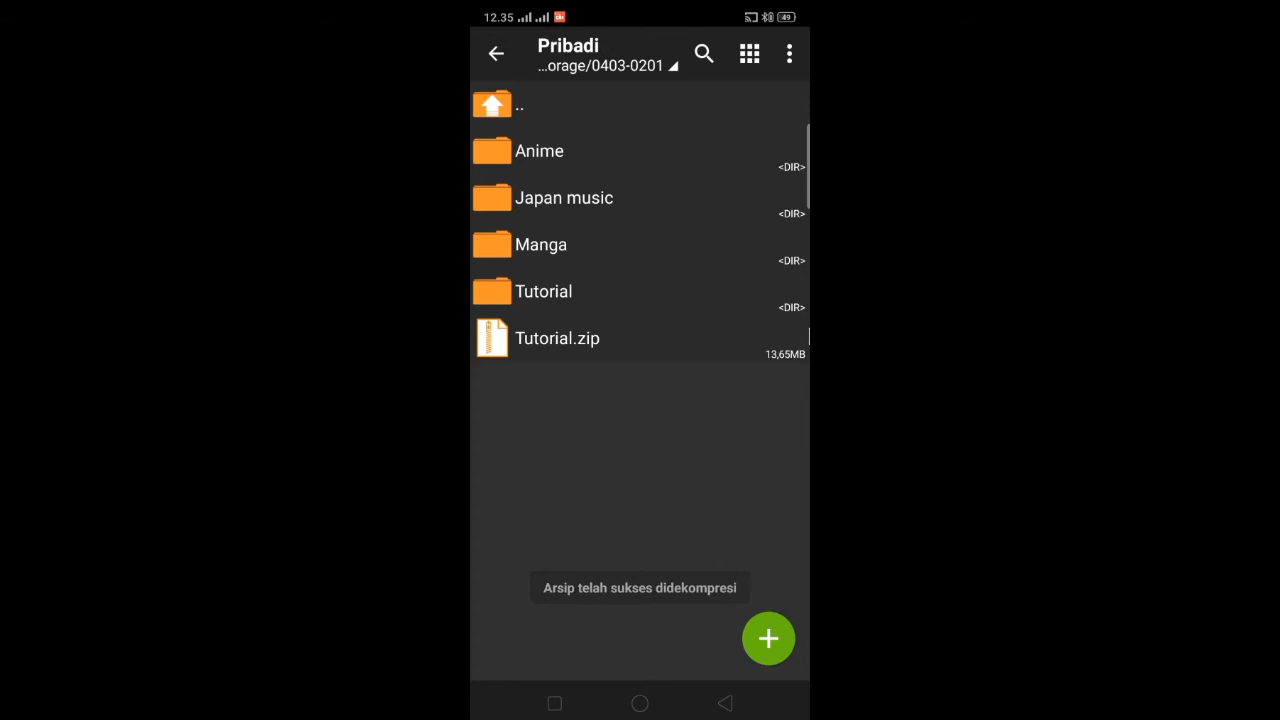 12.35
49
Pribadi
...orage/0403-0201
..
Anime
<DIR>
Japan music
<DIR>
Manga
<DIR>
Tutorial
<DIR>
Tutorial.zip
13,65MB
Arsip telah sukses didekompresi